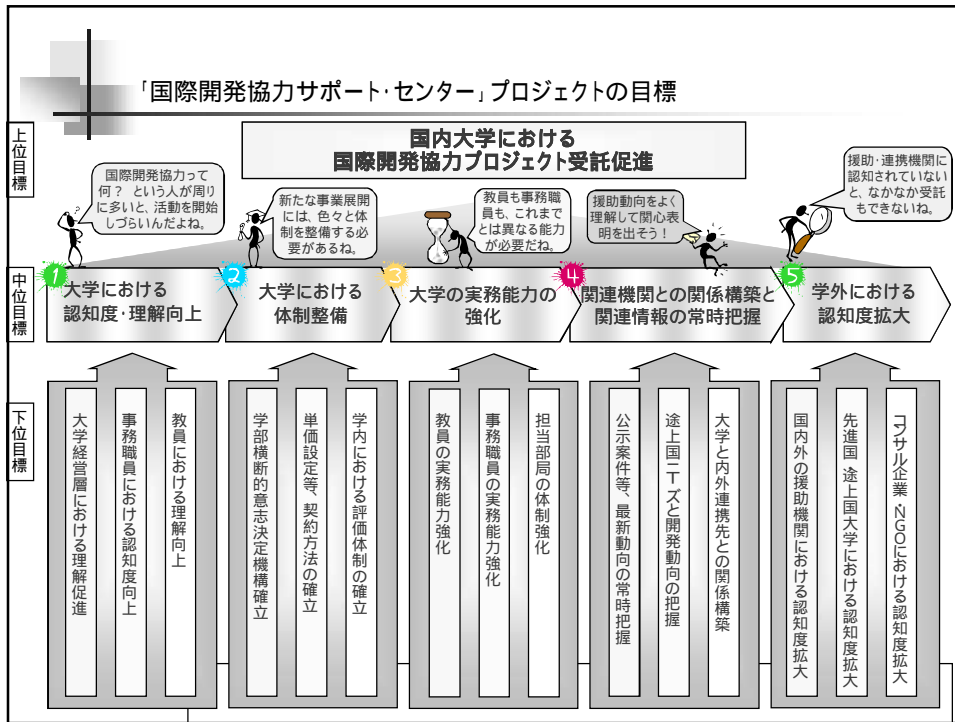 「国際開発協力サポート・センター」プロジェクトの目標
上位目標
国内大学における
国際開発協力プロジェクト受託促進
国際開発協力って
何？ という人が周り
に多いと、活動を開始
しづらいんだよね。
新たな事業展開
には、色々と体
制を整備する必
要があるね。
教員も事務職
員も、これまで
とは異なる能力
が必要だね。
援助動向をよく
理解して関心表
明を出そう！
援助・連携機関に
認知されていない
と、なかなか受託
もできないね。
中位目標
1
大学における
認知度・理解向上
2
大学における
体制整備
3
大学の実務能力の
強化
4
関連機関との関係構築と
関連情報の常時把握
5
学外における
認知度拡大
下位目標
大学経営層における理解促進
事務職員における認知度向上
教員における理解向上
学部横断的意志決定機構確立
単価設定等、契約方法の確立
学内における評価体制の確立
教員の実務能力強化
事務職員の実務能力強化
担当部局の体制強化
公示案件等、最新動向の常時把握
途上国ニーズと開発動向の把握
大学と内外連携先との関係構築
国内外の援助機関における認知度拡大
先進国、途上国大学における認知度拡大
コンサル企業、NGOにおける認知度拡大